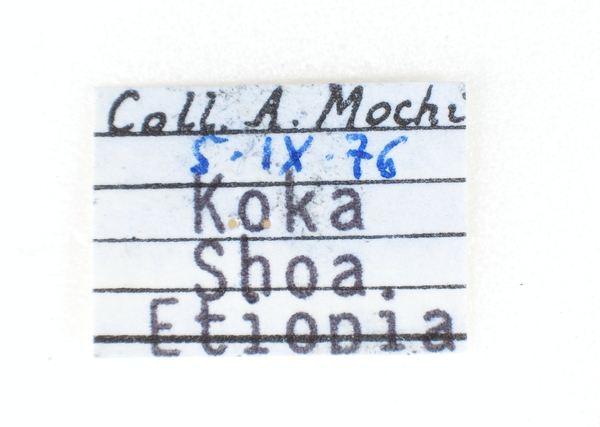 Coll. A. Mochi
5·IX·76
Koka
Shoa.
Etiopia